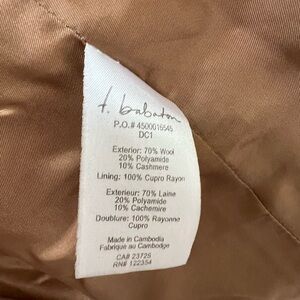 t. babaton
P.O.# 4500016545
DC1
Exterior: 70% Wool
20% Polyamide
10% Cashmere
Lining: 100% Cupro Rayon
Exterieur: 70% Laine
20% Polyamide
10% Cachemire
Doublure: 100% Rayonne
Cupro
Made in Cambodia
Fabrique au Cambodge
CA# 23725
RN# 122354